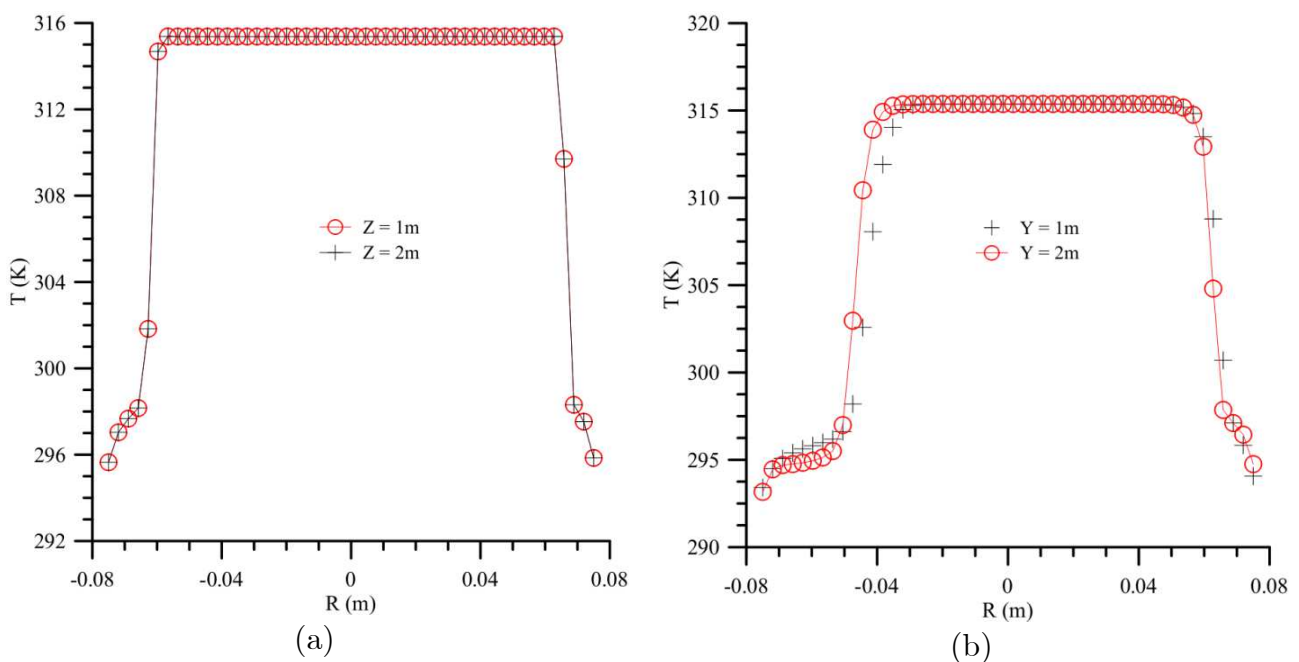 316
312
308
304
300
296
292
T (K)
Z = 1m
Z = 2m
-0.08
-0.04
0
0.04
0.08
R (m)
(a)
320
315
310
305
300
295
290
T (K)
Y = 1m
Y = 2m
-0.08
-0.04
0
0.04
0.08
R (m)
(b)